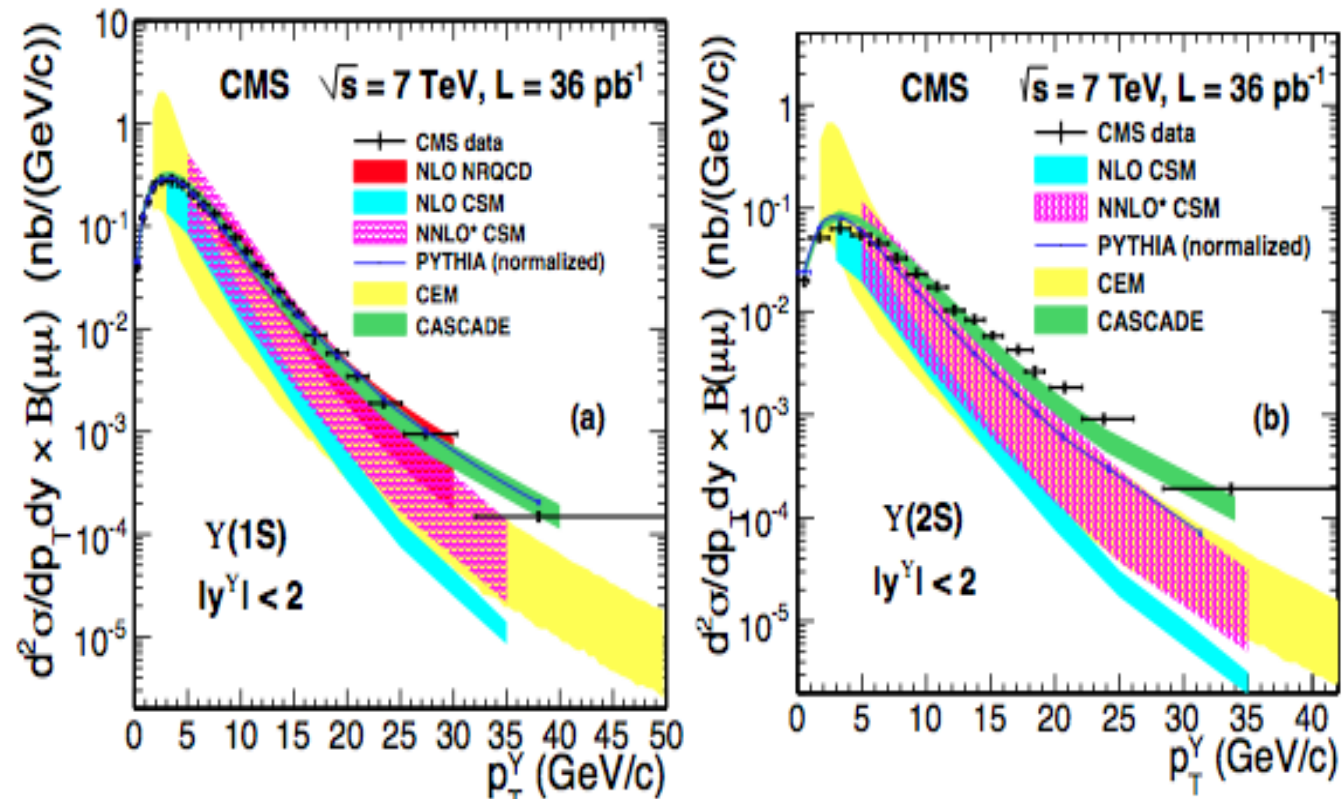 d²σ/dp_T dy × B(μμ) (nb/(GeV/c))
10
1
10⁻¹
10⁻²
10⁻³
10⁻⁴
10⁻⁵
CMS √s = 7 TeV, L = 36 pb⁻¹
CMS data
NLO NRQCD
NLO CSM
NNLO* CSM
PYTHIA (normalized)
CEM
CASCADE
(a)
Υ(1S)
|y^Υ| < 2
0 5 10 15 20 25 30 35 40 45 50
p_T^Υ (GeV/c)
d²σ/dp_T dy × B(μμ) (nb/(GeV/c))
1
10⁻¹
10⁻²
10⁻³
10⁻⁴
10⁻⁵
CMS √s = 7 TeV, L = 36 pb⁻¹
CMS data
NLO CSM
NNLO* CSM
PYTHIA (normalized)
CEM
CASCADE
(b)
Υ(2S)
|y^Υ| < 2
0 5 10 15 20 25 30 35 40
p_T^Υ (GeV/c)